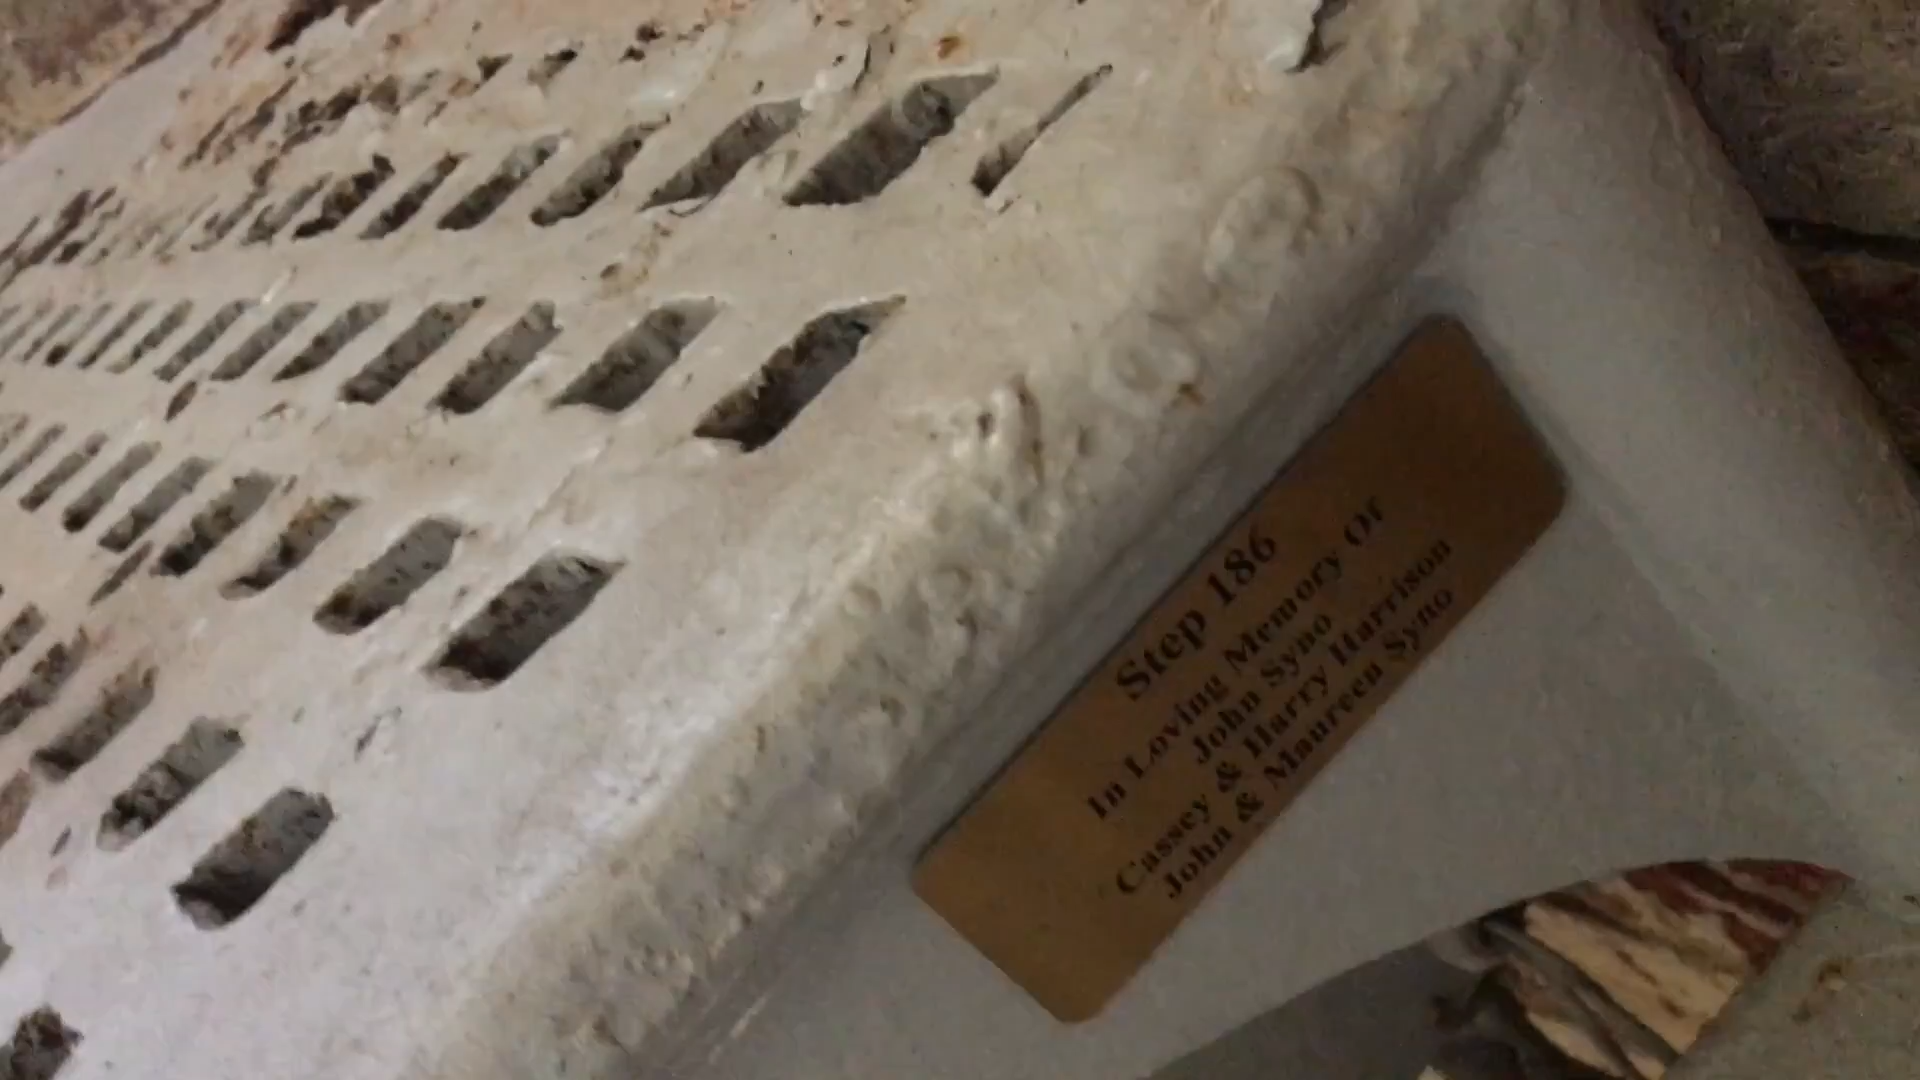 Step 186
In Loving Memory Of
John Syno
Cassey & Harry Harrison
John & Maureen Syno